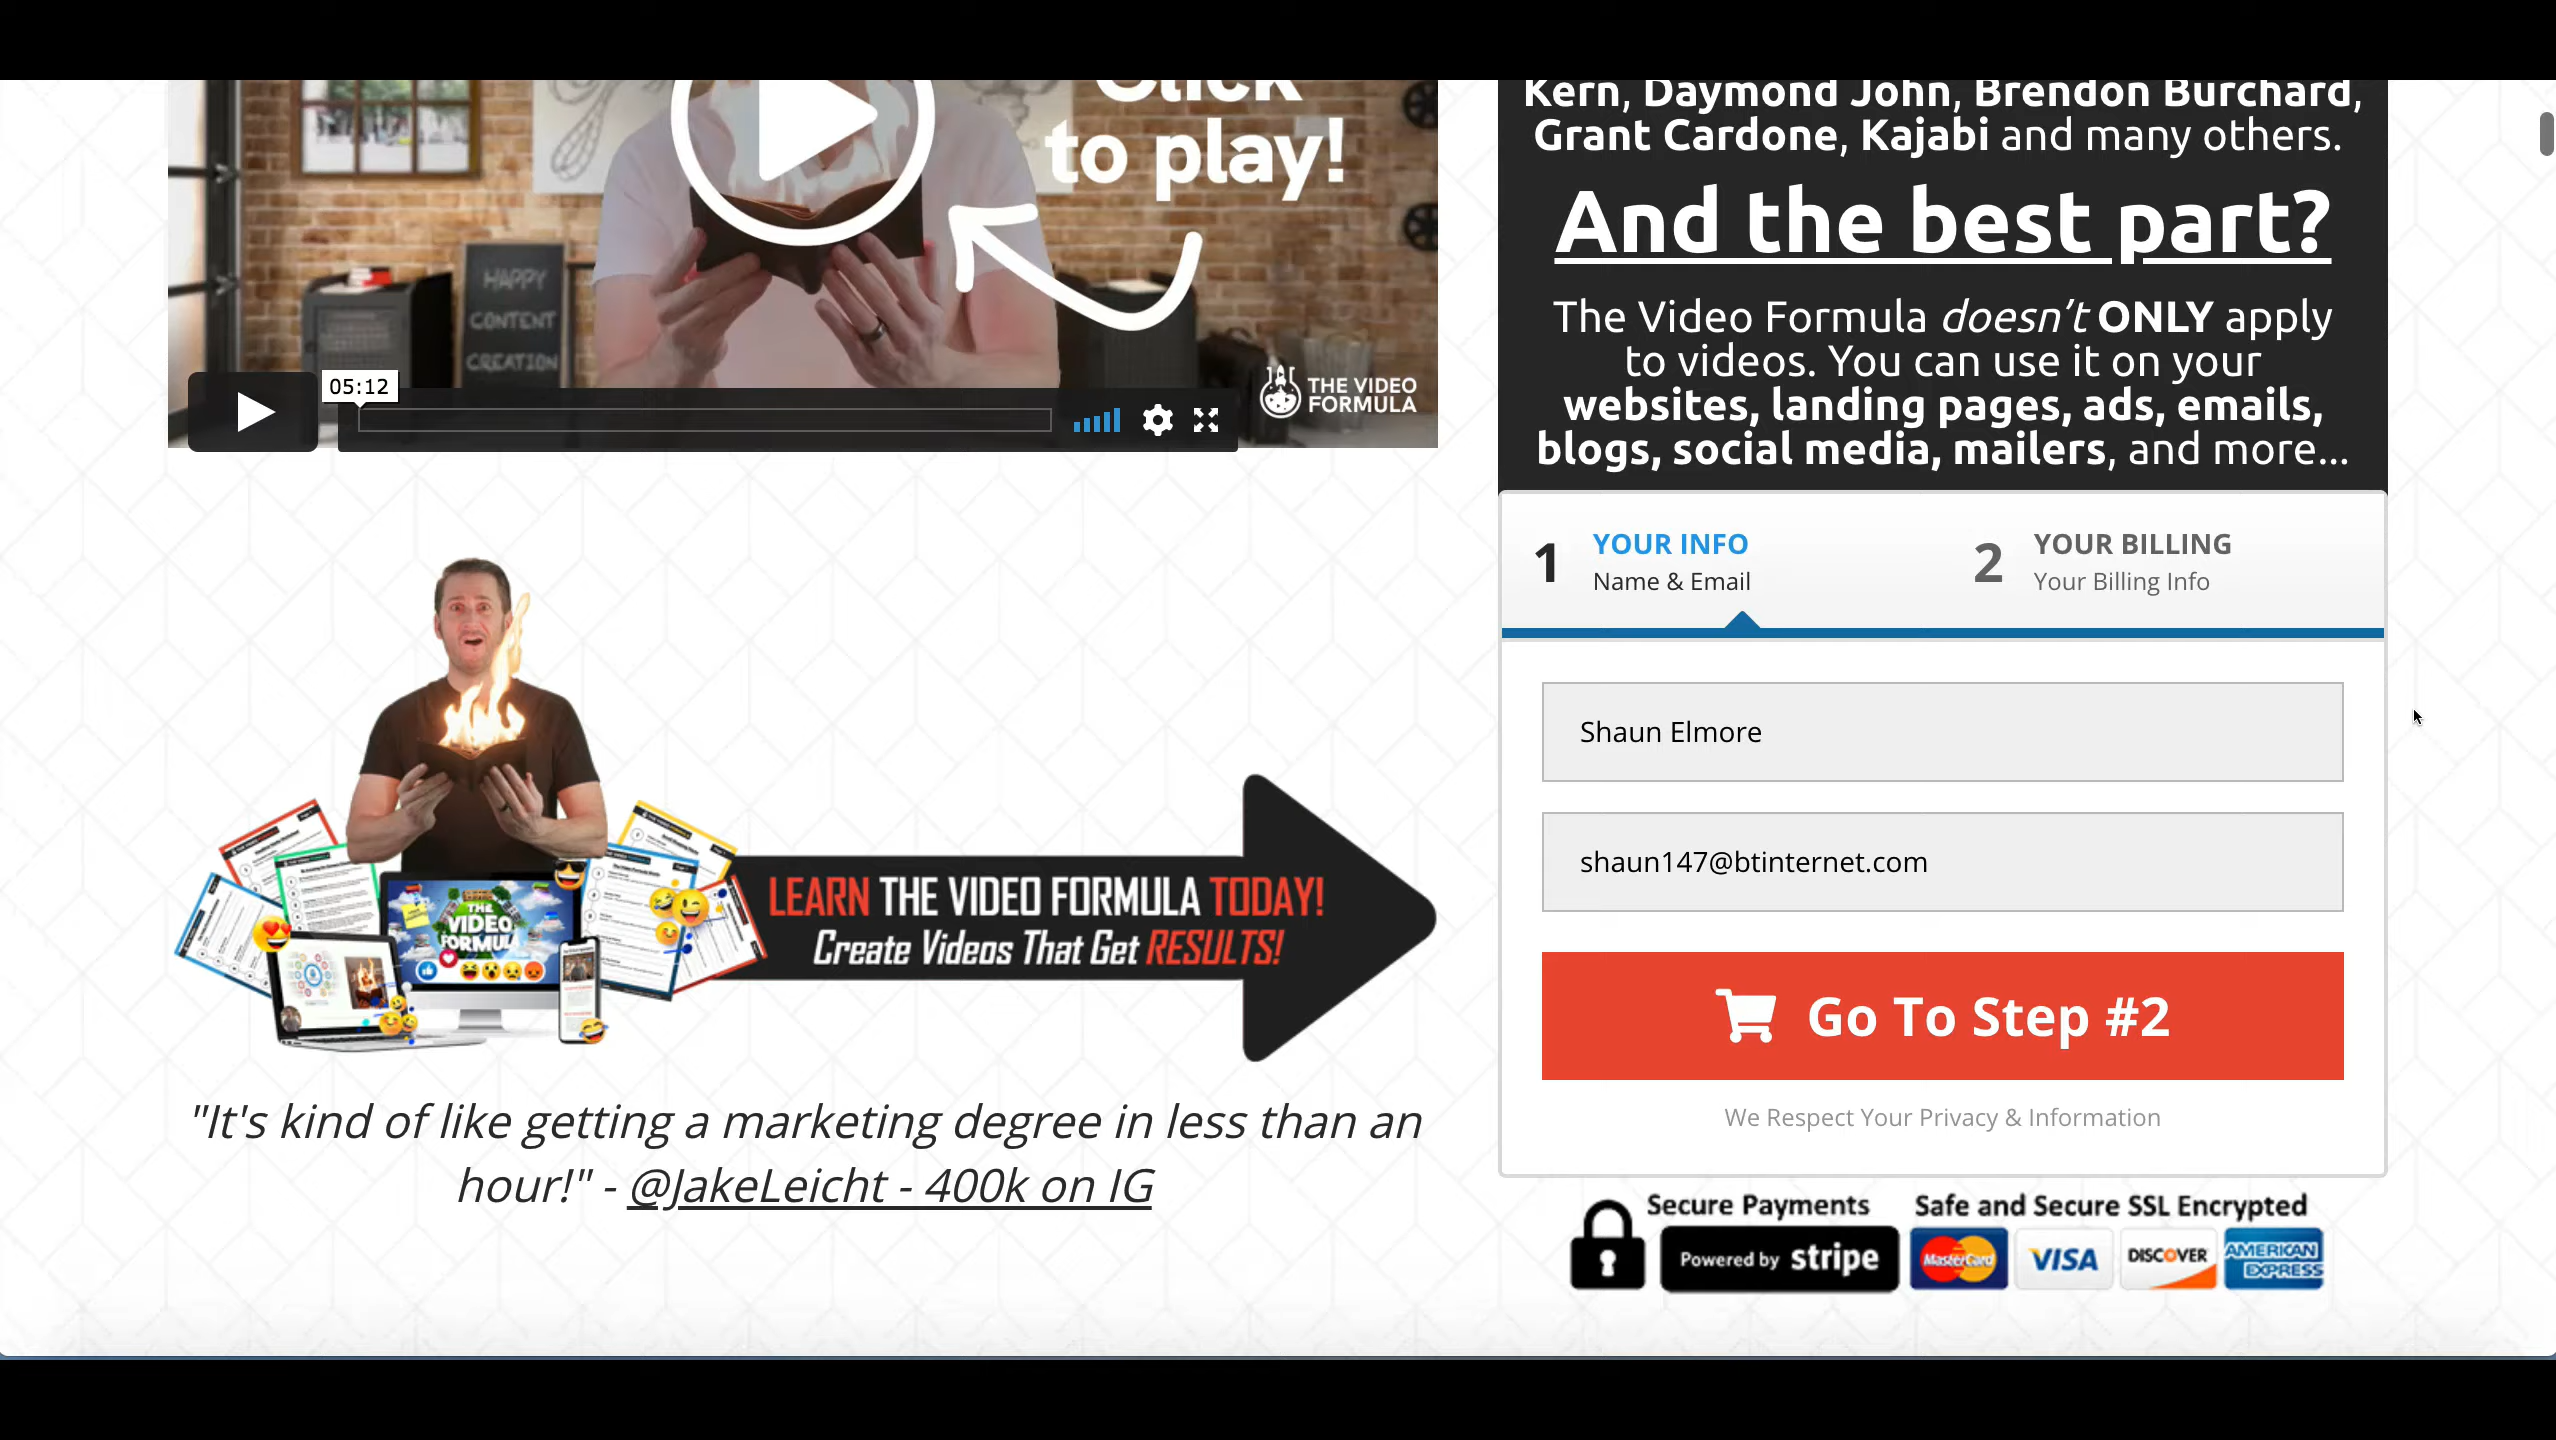 Click
to play!
HAPPY
CONTENT
CREATION
05:12
THE VIDEO
FORMULA
Kern, Daymond John, Brendon Burchard,
Grant Cardone, Kajabi and many others.
And the best part?
The Video Formula doesn’t ONLY apply
to videos. You can use it on your
websites, landing pages, ads, emails,
blogs, social media, mailers, and more...
1 YOUR INFO
Name & Email
2 YOUR BILLING
Your Billing Info
Shaun Elmore
shaun147@btinternet.com
Go To Step #2
We Respect Your Privacy & Information
THE
VIDEO
FORMULA
LEARN THE VIDEO FORMULA TODAY!
Create Videos That Get RESULTS!
"It's kind of like getting a marketing degree in less than an
hour!" - @JakeLeicht - 400k on IG
Secure Payments
Powered by stripe
Safe and Secure SSL Encrypted
MasterCard
VISA
DISCOVER
AMERICAN
EXPRESS